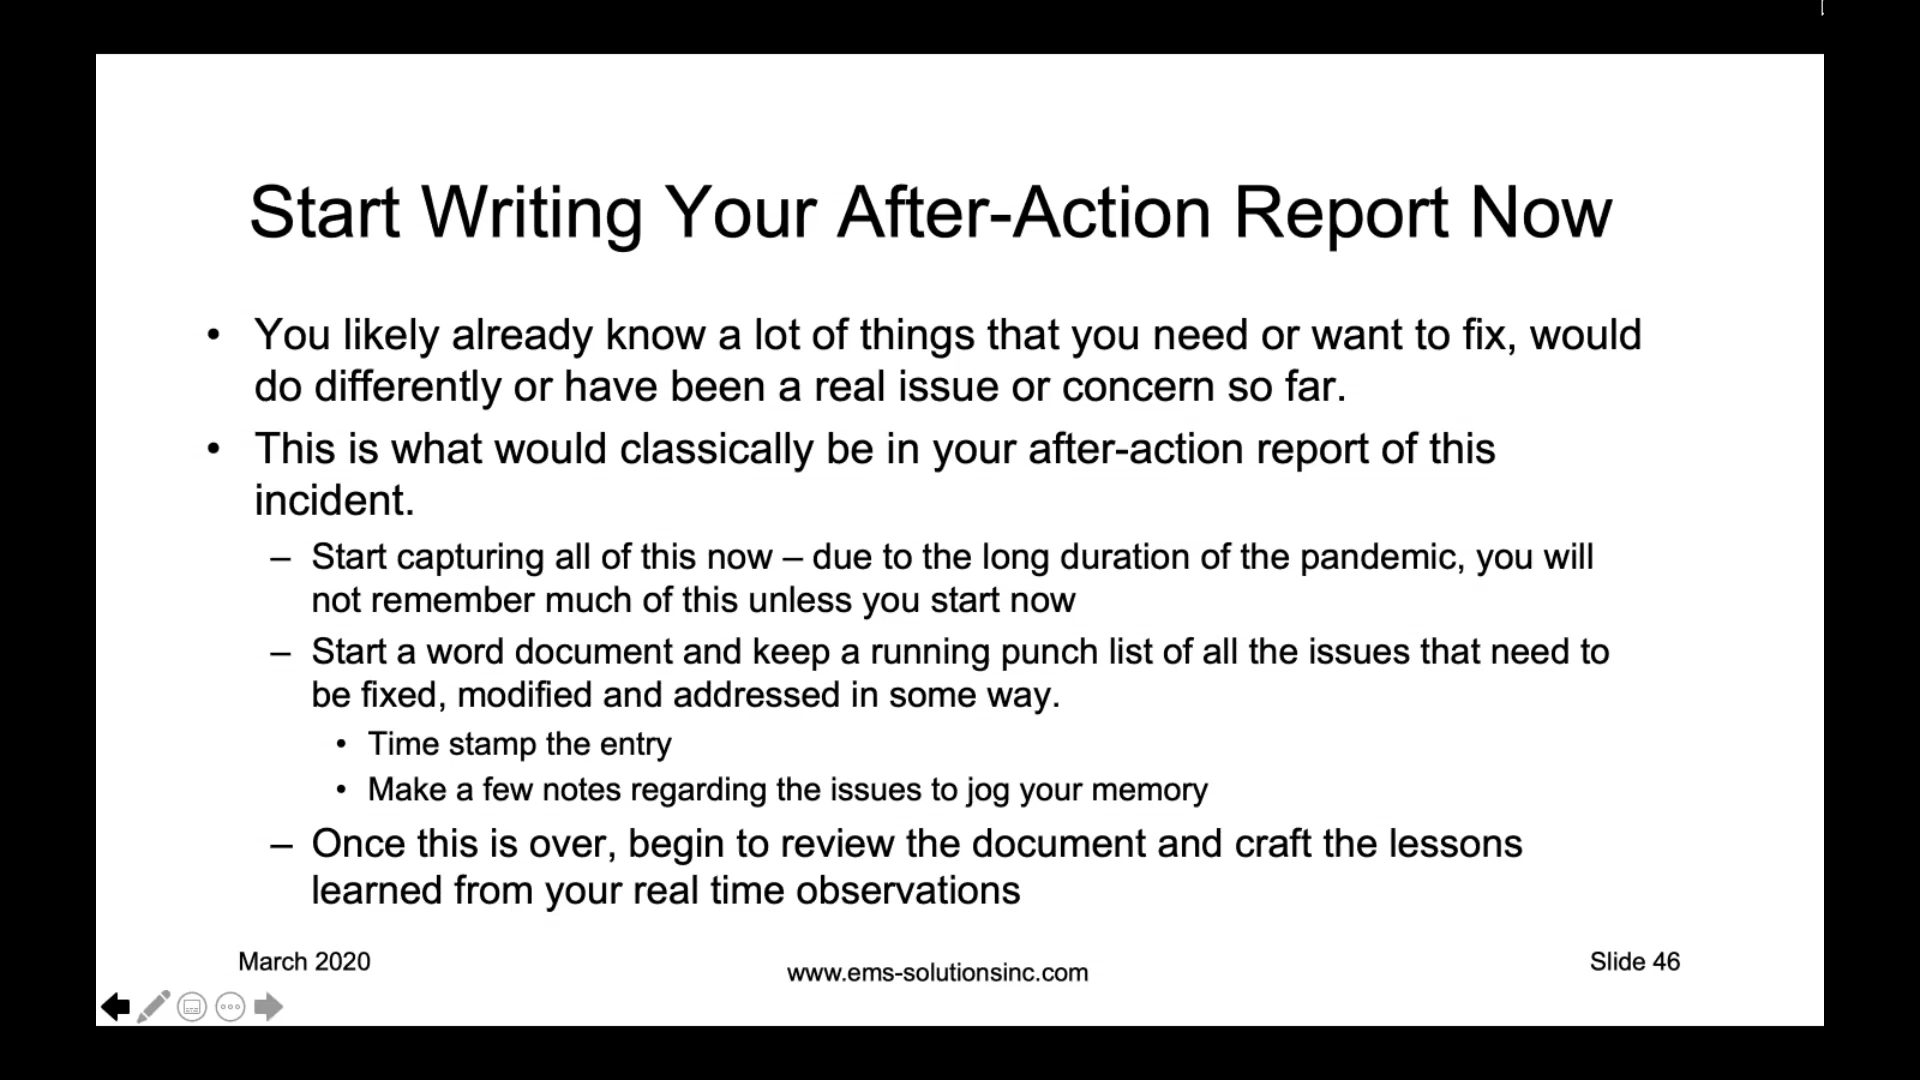 Start Writing Your After-Action Report Now
• You likely already know a lot of things that you need or want to fix, would
do differently or have been a real issue or concern so far.
• This is what would classically be in your after-action report of this
incident.
– Start capturing all of this now – due to the long duration of the pandemic, you will
not remember much of this unless you start now
– Start a word document and keep a running punch list of all the issues that need to
be fixed, modified and addressed in some way.
• Time stamp the entry
• Make a few notes regarding the issues to jog your memory
– Once this is over, begin to review the document and craft the lessons
learned from your real time observations
March 2020
www.ems-solutionsinc.com
Slide 46